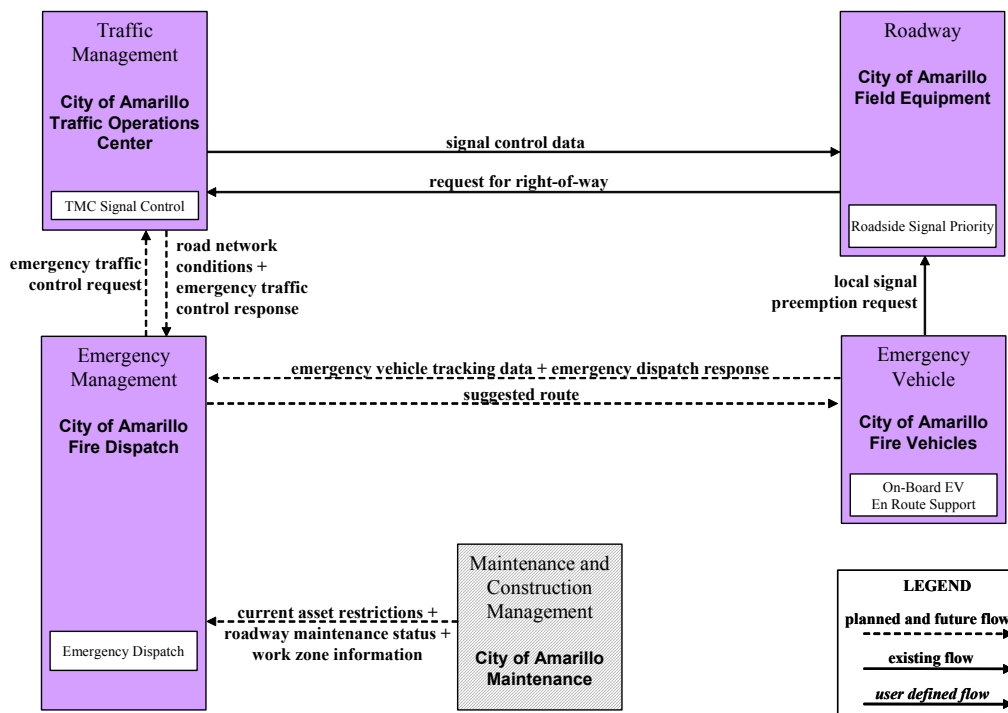 Traffic
Management
City of Amarillo
Traffic Operations
Center
TMC Signal Control
Roadway
City of Amarillo
Field Equipment
Roadside Signal Priority
signal control data
request for right-of-way
emergency traffic
control request
road network
conditions +
emergency traffic
control response
local signal
preemption request
Emergency
Management
City of Amarillo
Fire Dispatch
Emergency Dispatch
emergency vehicle tracking data + emergency dispatch response
suggested route
Emergency
Vehicle
City of Amarillo
Fire Vehicles
On-Board EV
En Route Support
Maintenance and
Construction
Management
City of Amarillo
Maintenance
current asset restrictions +
roadway maintenance status +
work zone information
LEGEND
planned and future flow
existing flow
user defined flow